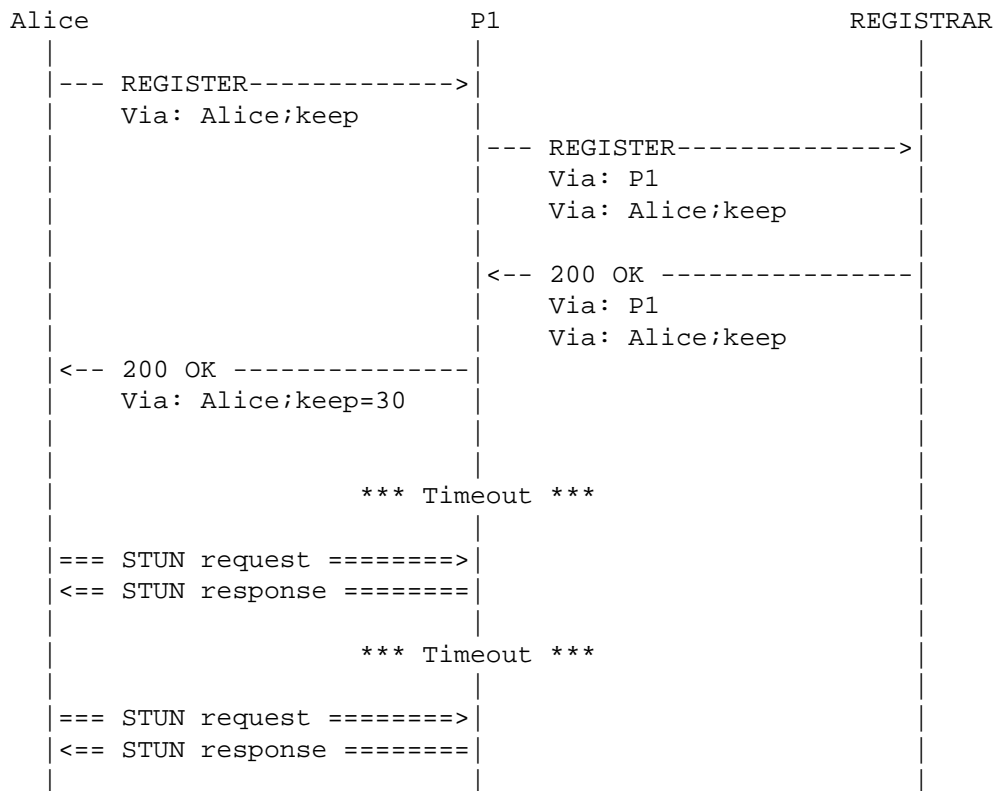 Alice P1 REGISTRAR
|--- REGISTER------------->|
Via: Alice;keep
|--- REGISTER-------------->|
Via: P1
Via: Alice;keep
|<-- 200 OK ----------------|
Via: P1
Via: Alice;keep
|<-- 200 OK ---------------|
Via: Alice;keep=30
*** Timeout ***
|=== STUN request ========>|
|<== STUN response ========|
*** Timeout ***
|=== STUN request ========>|
|<== STUN response ========|